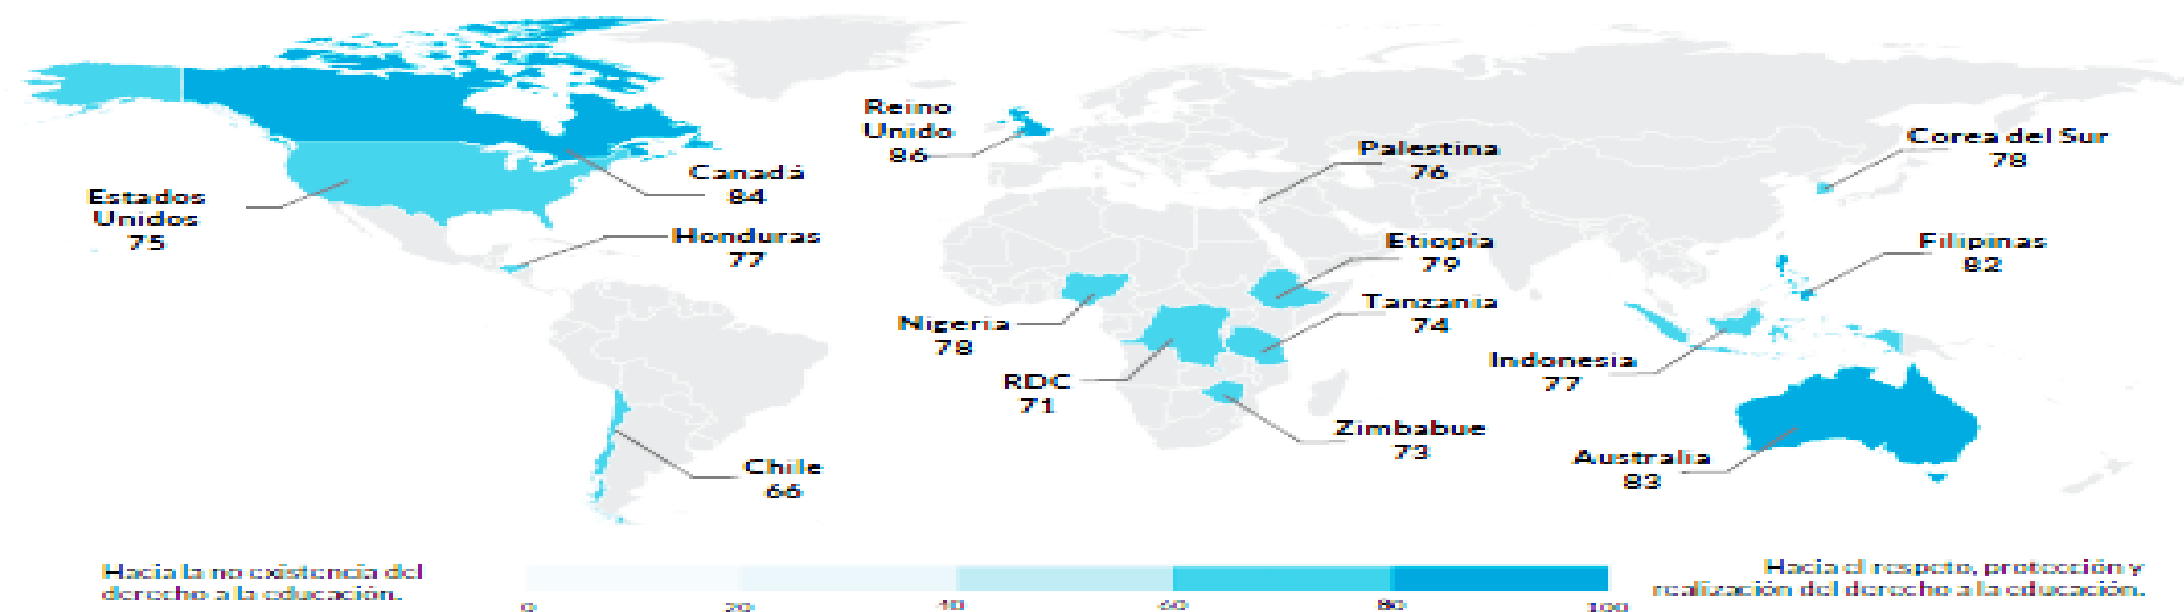 Reino
Unido
86
Palestina
76
Corea del Sur
78
Canadá
84
Estados
Unidos
75
Honduras
77
Etiopía
79
Filipinas
82
Nigeria
78
Tanzania
74
Indonesia
77
RDC
71
Zimbabue
73
Australia
83
Chile
66
Hacia la no existencia del
derecho a la educación.
0 20 40 60 80 100
Hacia el respeto, protección y
realización del derecho a la educación.